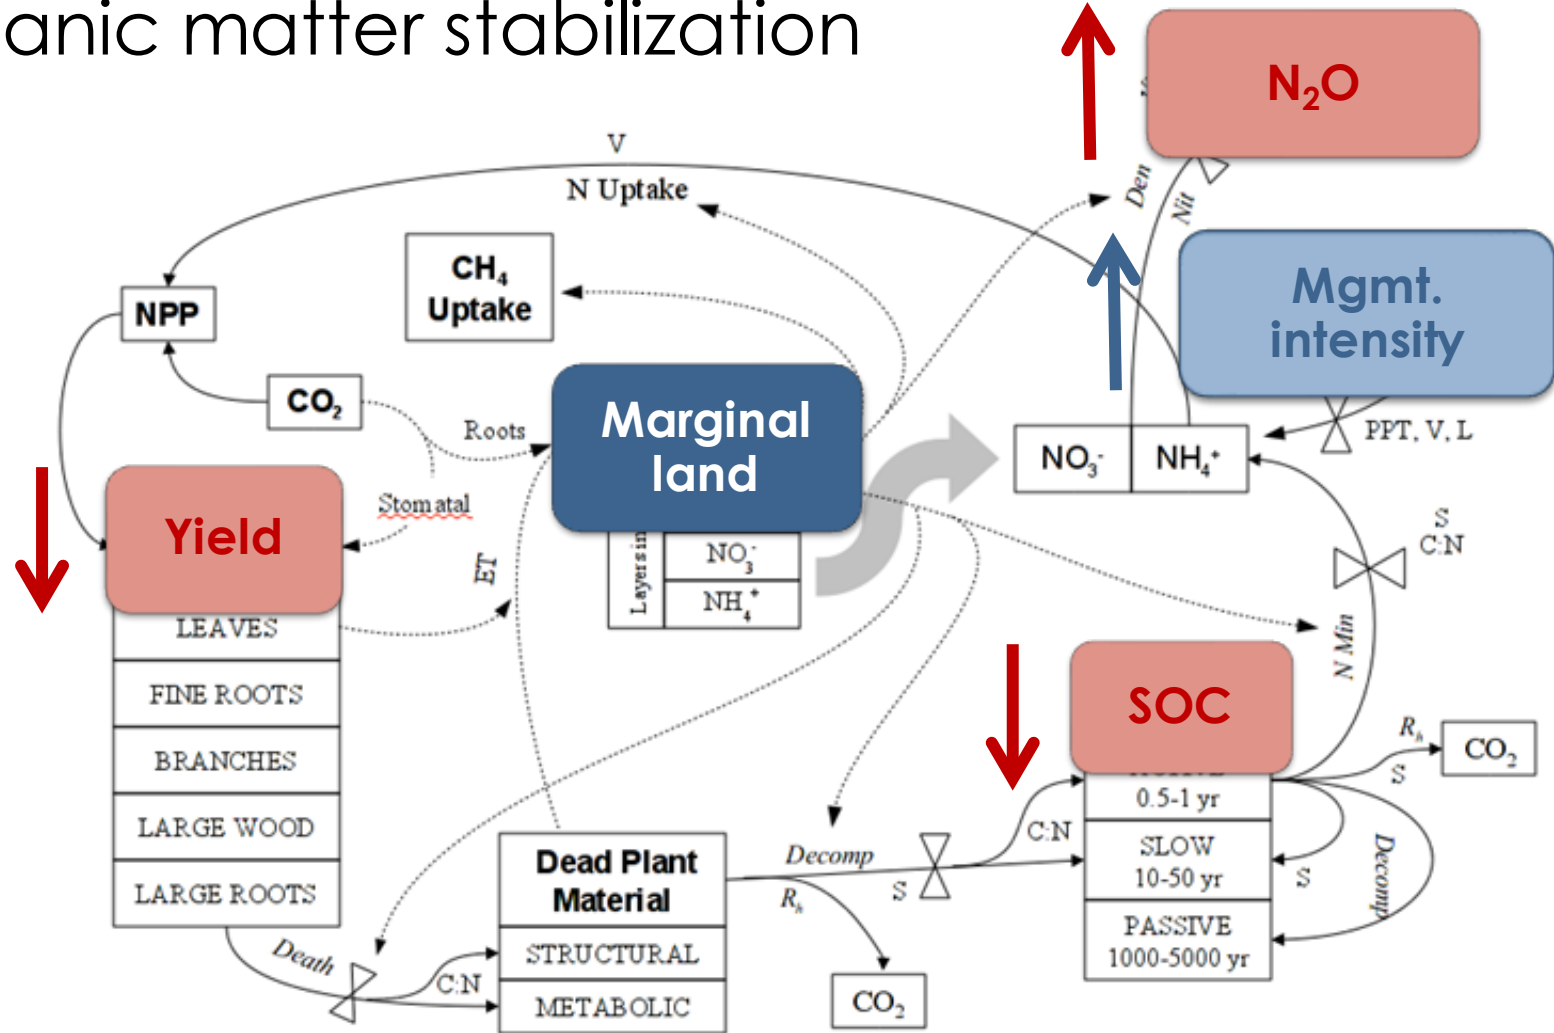 anic matter stabilization
N₂O
V
N Uptake
Den
Nit
CH₄
Uptake
Mgmt.
intensity
NPP
CO₂
Roots
Marginal
land
PPT, V, L
NO₃⁻
NH₄⁺
Stomatal
Yield
ET
Layers in
NO₃⁻
NH₄⁺
S
C:N
LEAVES
N Min
FINE ROOTS
SOC
BRANCHES
Rₕ
CO₂
S
0.5-1 yr
LARGE WOOD
C:N
Dead Plant
Material
Decomp
SLOW
10-50 yr
Decomp
S
LARGE ROOTS
Rₕ
S
PASSIVE
1000-5000 yr
Death
STRUCTURAL
C:N
METABOLIC
CO₂